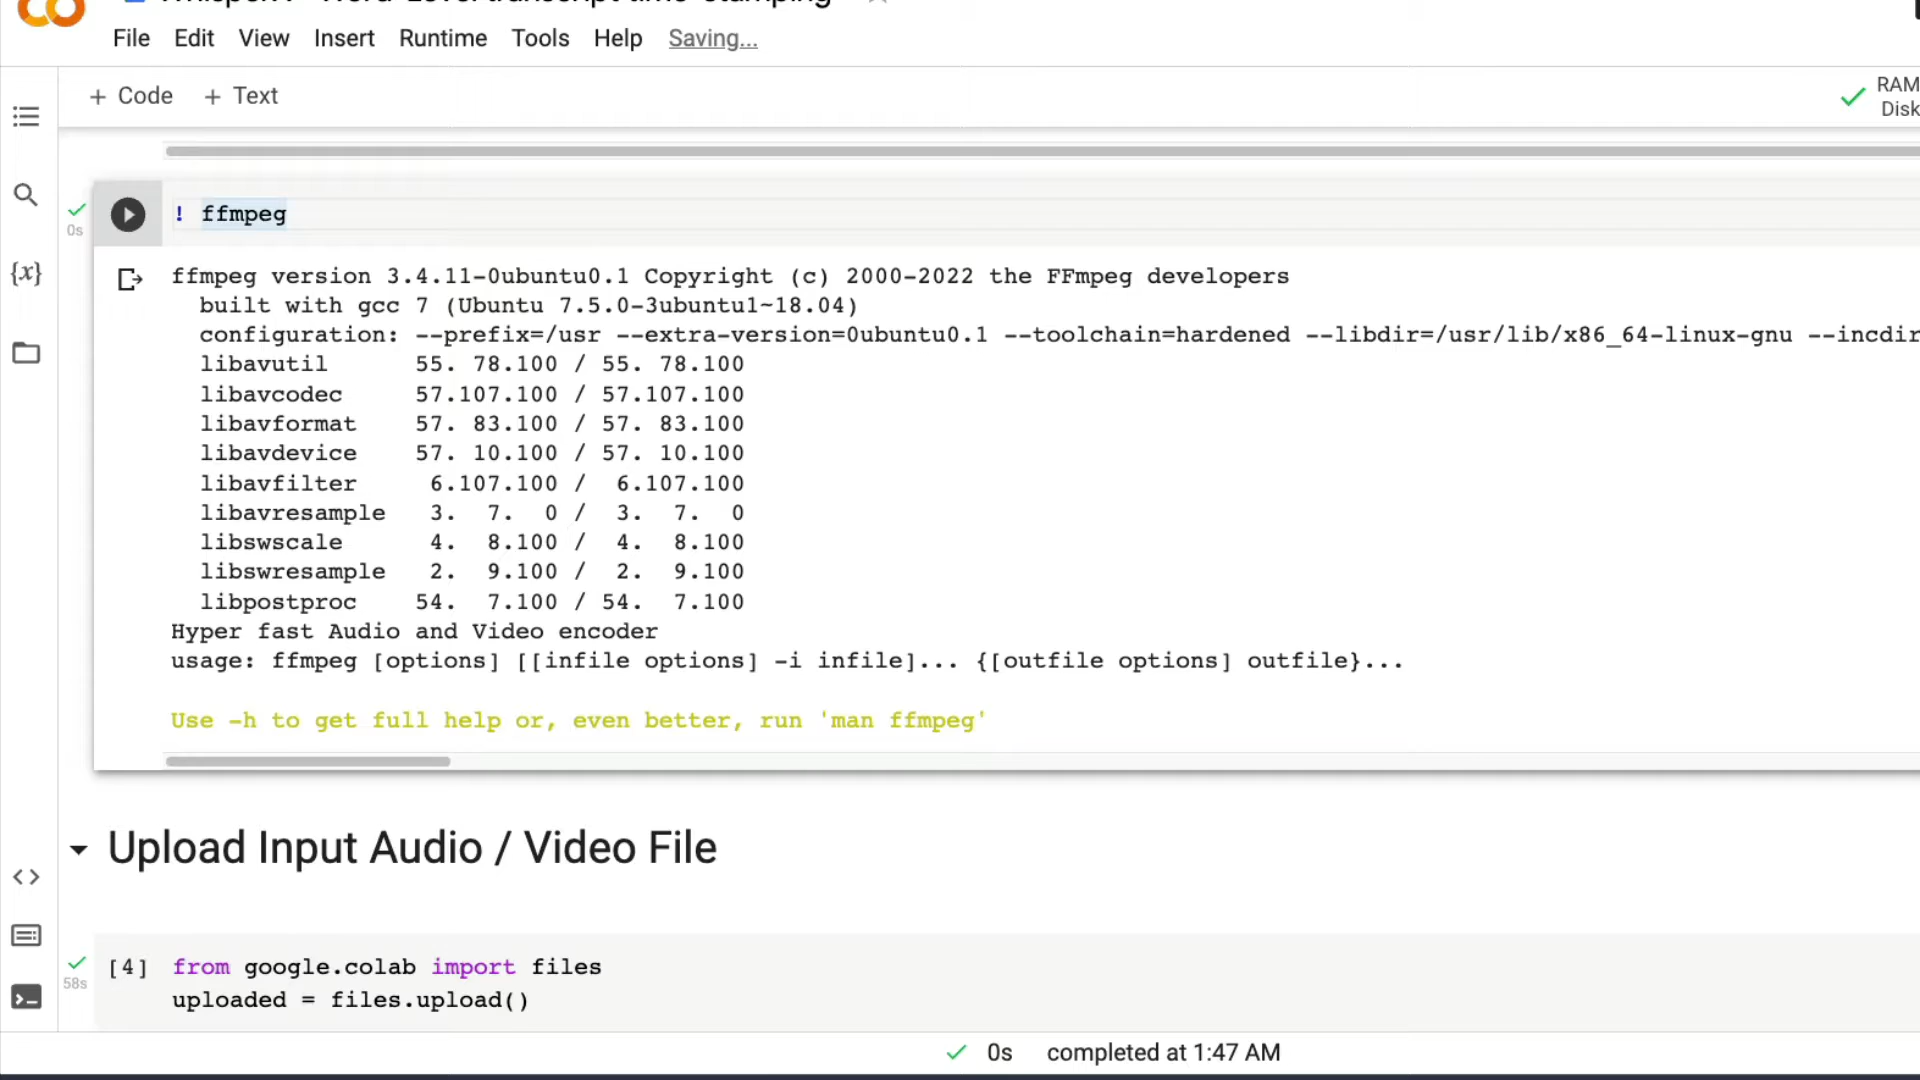 File Edit View Insert Runtime Tools Help Saving...
+ Code + Text
RAM
Disk
0s
! ffmpeg
{x}
ffmpeg version 3.4.11-0ubuntu0.1 Copyright (c) 2000-2022 the FFmpeg developers
built with gcc 7 (Ubuntu 7.5.0-3ubuntu1~18.04)
configuration: --prefix=/usr --extra-version=0ubuntu0.1 --toolchain=hardened --libdir=/usr/lib/x86_64-linux-gnu --incdir
libavutil 55. 78.100 / 55. 78.100
libavcodec 57.107.100 / 57.107.100
libavformat 57. 83.100 / 57. 83.100
libavdevice 57. 10.100 / 57. 10.100
libavfilter 6.107.100 / 6.107.100
libavresample 3. 7. 0 / 3. 7. 0
libswscale 4. 8.100 / 4. 8.100
libswresample 2. 9.100 / 2. 9.100
libpostproc 54. 7.100 / 54. 7.100
Hyper fast Audio and Video encoder
usage: ffmpeg [options] [[infile options] -i infile]... {[outfile options] outfile}...
Use -h to get full help or, even better, run 'man ffmpeg'
Upload Input Audio / Video File
58s
[4] from google.colab import files
uploaded = files.upload()
0s completed at 1:47 AM